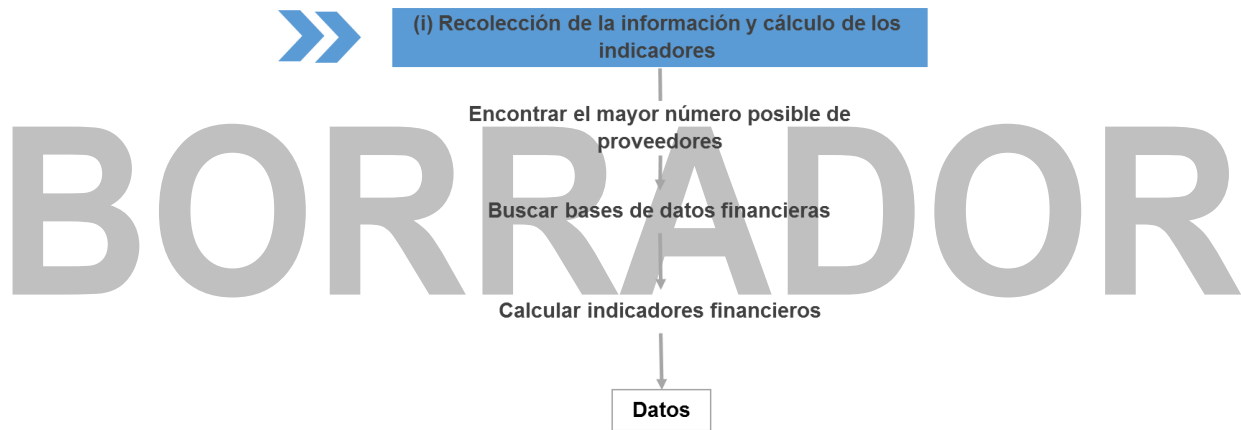 (i) Recolección de la información y cálculo de los
indicadores
Encontrar el mayor número posible de
proveedores
BORRADOR
Buscar bases de datos financieras
Calcular indicadores financieros
Datos